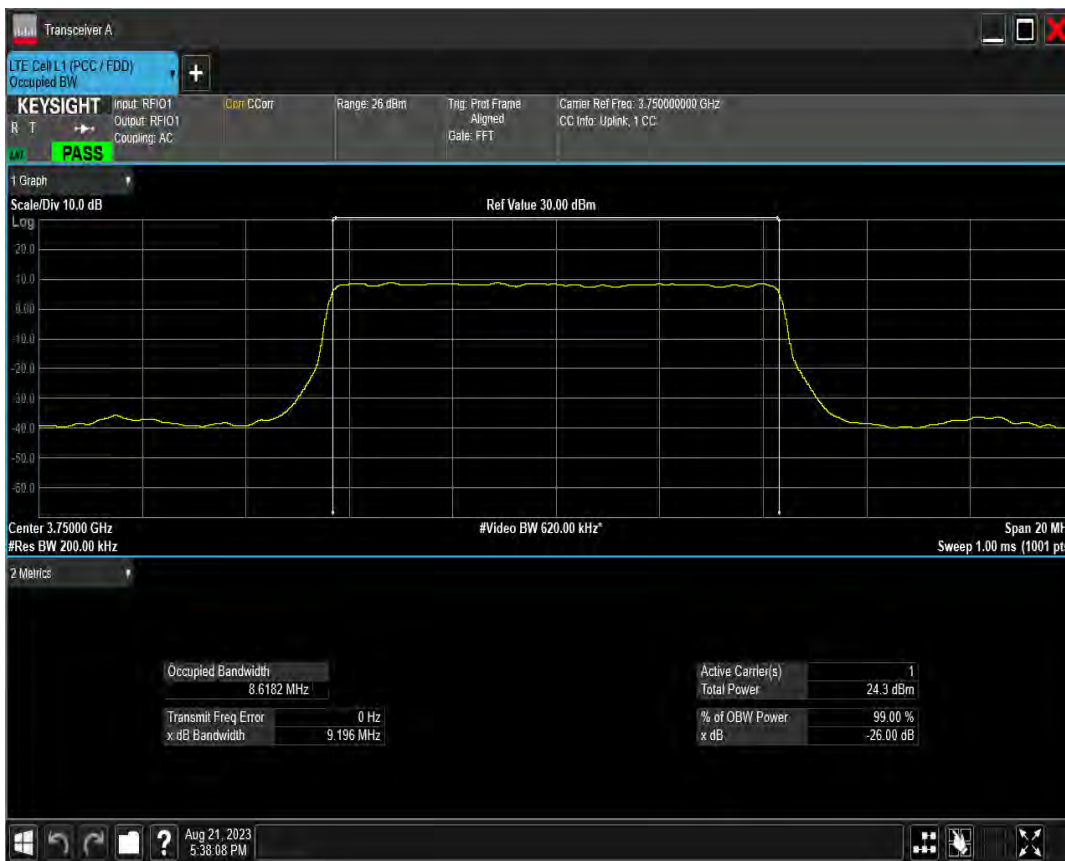 Transceiver A
LTE Cell L1 (PCC / FDD)
Occupied BW
+
KEYSIGHT
R T
PASS
Input: RFIO1
Output: RFIO1
Coupling: AC
Corr CCorr
Range: 26 dBm
Trig: Prot Frame
Aligned
Gate: FFT
Carrier Ref Freq: 3.750000000 GHz
CC Info: Uplink, 1 CC
1 Graph
Scale/Div 10.0 dB
Ref Value 30.00 dBm
Log
20.0
10.0
0.00
-10.0
-20.0
-30.0
-40.0
-50.0
-60.0
Center 3.75000 GHz
#Video BW 620.00 kHz*
Span 20 MH
#Res BW 200.00 kHz
Sweep 1.00 ms (1001 pt
2 Metrics
Occupied Bandwidth
8.6182 MHz
Transmit Freq Error 0 Hz
x dB Bandwidth 9.196 MHz
Active Carrier(s) 1
Total Power 24.3 dBm
% of OBW Power 99.00 %
x dB -26.00 dB
?
Aug 21, 2023
5:38:08 PM